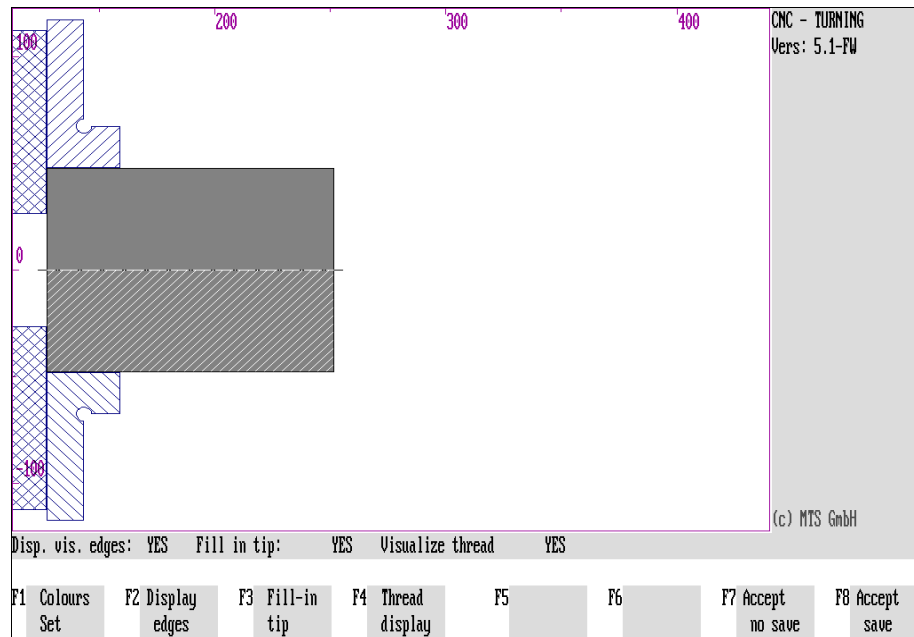 200
300
400
CNC - TURNING
Vers: 5.1-FW
100
0
-100
(c) MTS GmbH
Disp. vis. edges: YES Fill in tip: YES Visualize thread YES
F1 Colours Set
F2 Display edges
F3 Fill-in tip
F4 Thread display
F5
F6
F7 Accept no save
F8 Accept save